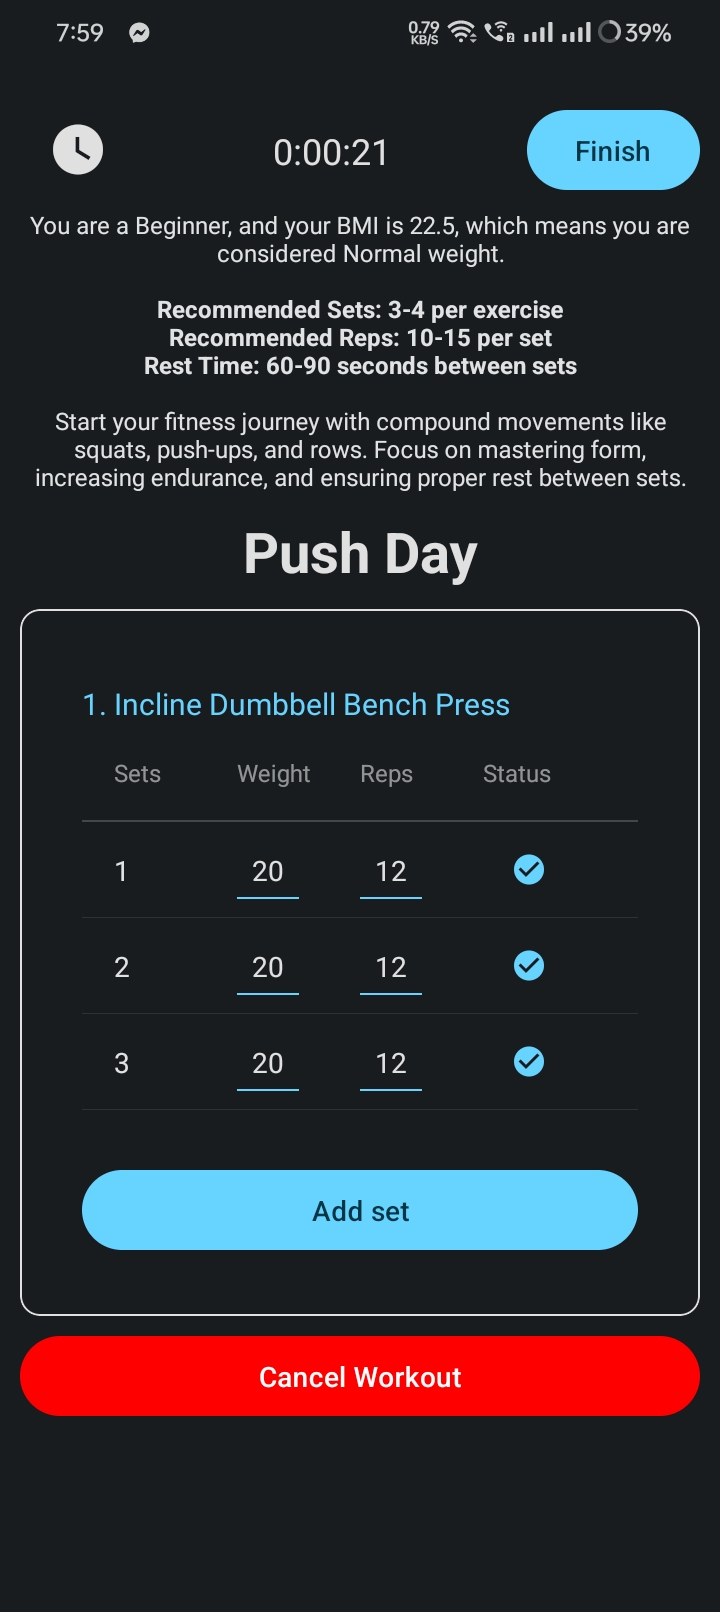 7:59 0.79 KB/S 2 39%
0:00:21 Finish
You are a Beginner, and your BMI is 22.5, which means you are
considered Normal weight.
Recommended Sets: 3-4 per exercise
Recommended Reps: 10-15 per set
Rest Time: 60-90 seconds between sets
Start your fitness journey with compound movements like
squats, push-ups, and rows. Focus on mastering form,
increasing endurance, and ensuring proper rest between sets.
Push Day
1. Incline Dumbbell Bench Press
Sets Weight Reps Status
1 20 12
2 20 12
3 20 12
Add set
Cancel Workout